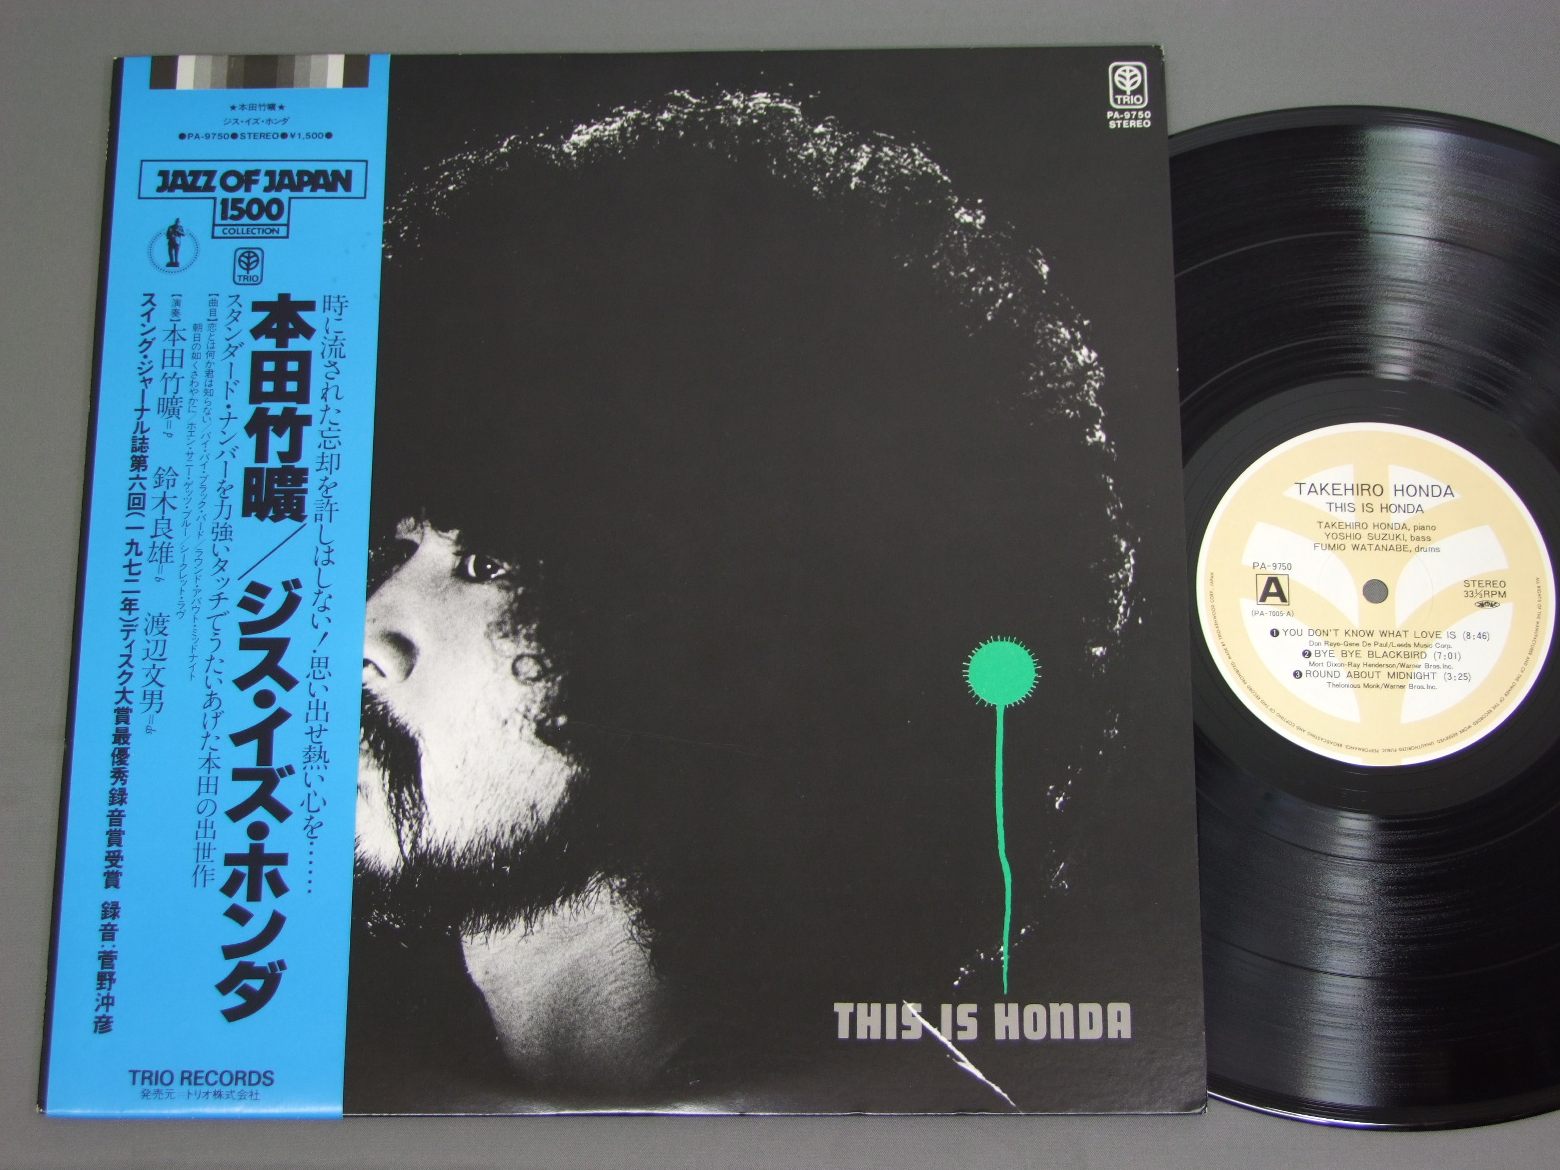 ★本田竹曠★
ジス・イズ・ホンダ
●PA-9750●STEREO●¥1,500●
JAZZ OF JAPAN
1500
COLLECTION
TRIO
時に流された忘却を許しはしない！思い出せ熱い心を……
本田竹曠／ジス・イズ・ホンダ
スタンダード・ナンバーを力強いタッチでうたいあげた本田の出世作
【曲目】恋とは何か君は知らない／バイ・バイ・ブラック・バード／ラウンド・アバウト・ミッドナイト
朝日の如くさわやかに／ホエン・サニー・ゲッツ・ブルー／シークレット・ラヴ
【演奏】本田竹曠=p 鈴木良雄=b 渡辺文男=ds
スイング・ジャーナル誌第六回(一九七二年)ディスク大賞最優秀録音賞受賞 録音:菅野沖彦
TRIO RECORDS
発売元 トリオ株式会社
TRIO
PA-9750
STEREO
THIS IS HONDA
TAKEHIRO HONDA
THIS IS HONDA
TAKEHIRO HONDA, piano
YOSHIO SUZUKI, bass
FUMIO WATANABE, drums
PA-9750
A
(PA-7005-A)
STEREO
33⅓RPM
❶ YOU DON'T KNOW WHAT LOVE IS (8:46)
Don Raye-Gene De Paul/Leeds Music Corp.
❷ BYE BYE BLACKBIRD (7:01)
Mort Dixon-Ray Henderson/Warner Bros. Inc.
❸ ROUND ABOUT MIDNIGHT (3:25)
Thelonious Monk/Warner Bros. Inc.